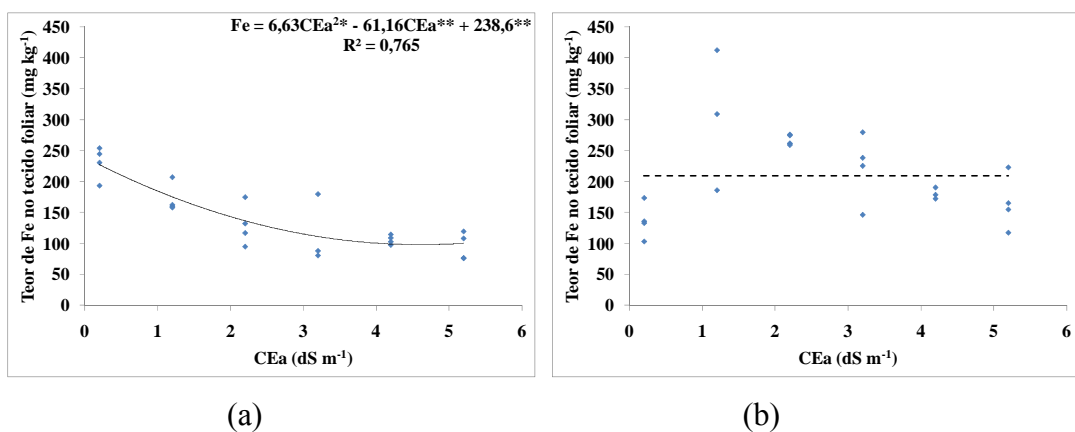 Fe = 6,63CEa²* - 61,16CEa** + 238,6**
R² = 0,765
Teor de Fe no tecido foliar (mg kg⁻¹)
450
400
350
300
250
200
150
100
50
0
0 1 2 3 4 5 6
CEa (dS m⁻¹)
(a)
Teor de Fe no tecido foliar (mg kg⁻¹)
450
400
350
300
250
200
150
100
50
0
0 1 2 3 4 5 6
CEa (dS m⁻¹)
(b)